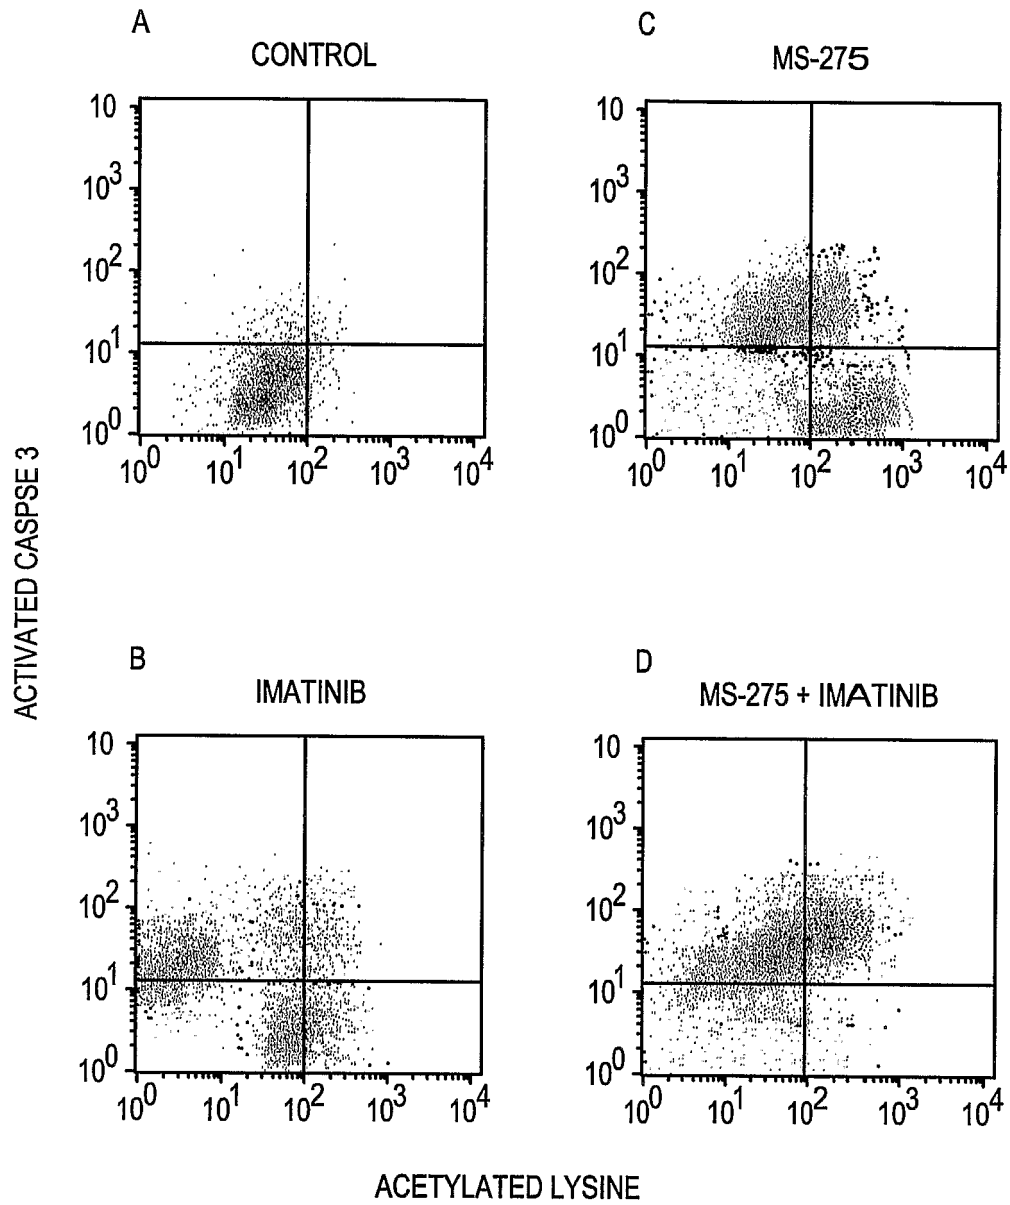 A
CONTROL
10
10³
10²
10¹
10⁰
10⁰ 10¹ 10² 10³ 10⁴
C
MS-275
10
10³
10²
10¹
10⁰
10⁰ 10¹ 10² 10³ 10⁴
ACTIVATED CASPSE 3
B
IMATINIB
10
10³
10²
10¹
10⁰
10⁰ 10¹ 10² 10³ 10⁴
D
MS-275 + IMATINIB
10
10³
10²
10¹
10⁰
10⁰ 10¹ 10² 10³ 10⁴
ACETYLATED LYSINE